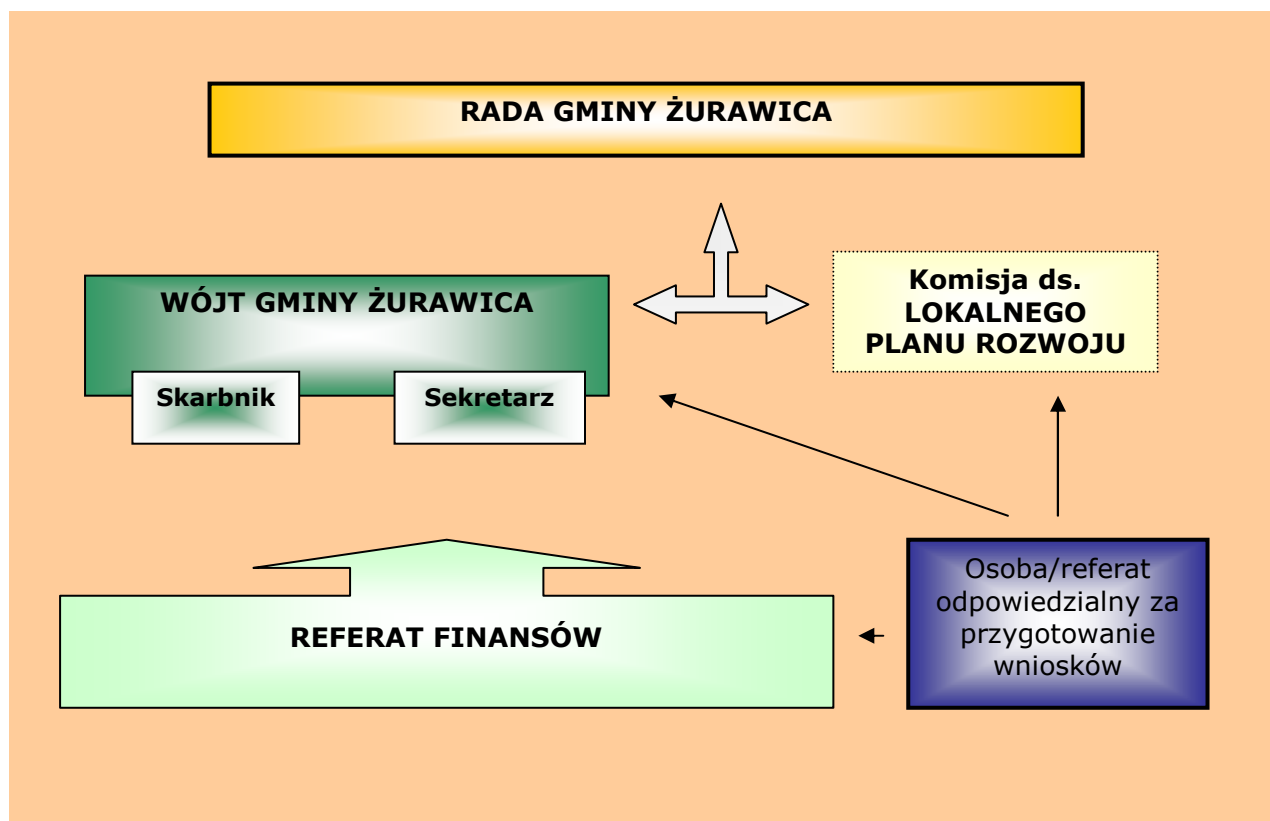 RADA GMINY ŻURAWICA
WÓJT GMINY ŻURAWICA
Skarbnik
Sekretarz
Komisja ds.
LOKALNEGO
PLANU ROZWOJU
REFERAT FINANSÓW
Osoba/referat
odpowiedzialny za
przygotowanie
wniosków